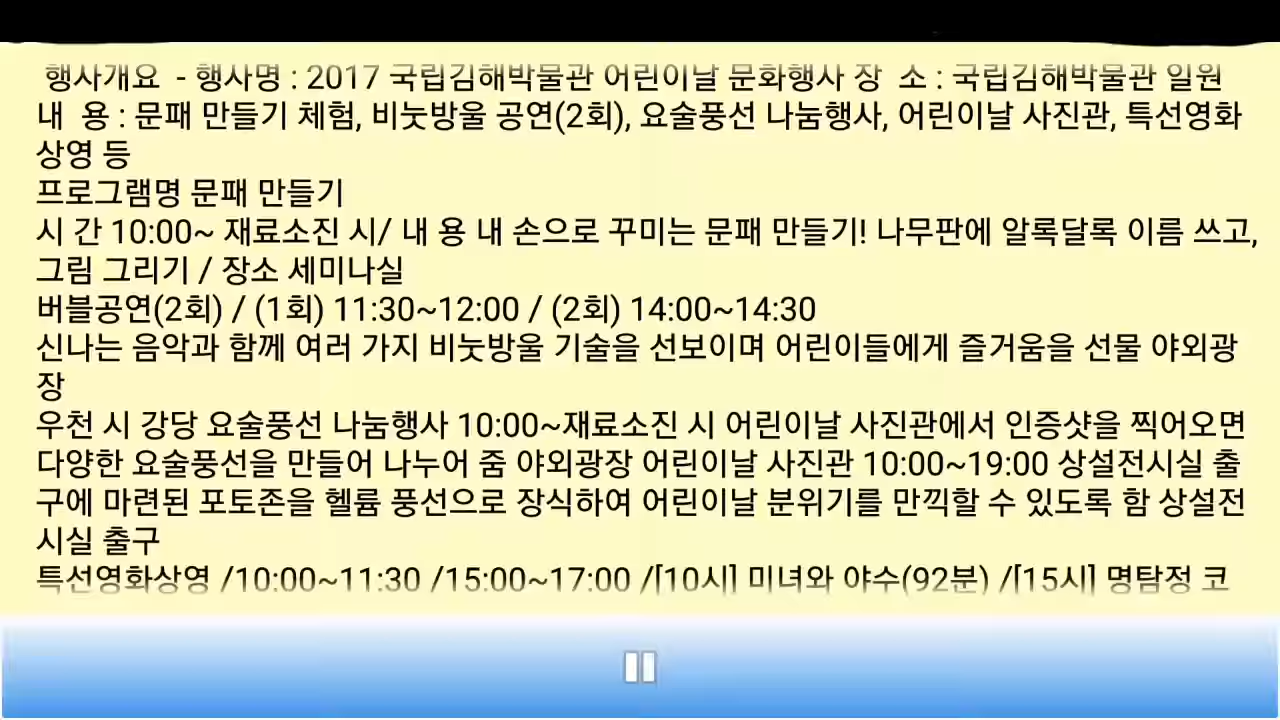 행사개요 - 행사명 : 2017 국립김해박물관 어린이날 문화행사 장 소 : 국립김해박물관 일원
내 용 : 문패 만들기 체험, 비눗방울 공연(2회), 요술풍선 나눔행사, 어린이날 사진관, 특선영화
상영 등
프로그램명 문패 만들기
시 간 10:00~ 재료소진 시/ 내 용 내 손으로 꾸미는 문패 만들기! 나무판에 알록달록 이름 쓰고,
그림 그리기 / 장소 세미나실
버블공연(2회) / (1회) 11:30~12:00 / (2회) 14:00~14:30
신나는 음악과 함께 여러 가지 비눗방울 기술을 선보이며 어린이들에게 즐거움을 선물 야외광
장
우천 시 강당 요술풍선 나눔행사 10:00~재료소진 시 어린이날 사진관에서 인증샷을 찍어오면
다양한 요술풍선을 만들어 나누어 줌 야외광장 어린이날 사진관 10:00~19:00 상설전시실 출
구에 마련된 포토존을 헬륨 풍선으로 장식하여 어린이날 분위기를 만끽할 수 있도록 함 상설전
시실 출구
특선영화상영 /10:00~11:30 /15:00~17:00 /[10시] 미녀와 야수(92분) /[15시] 명탐정 코